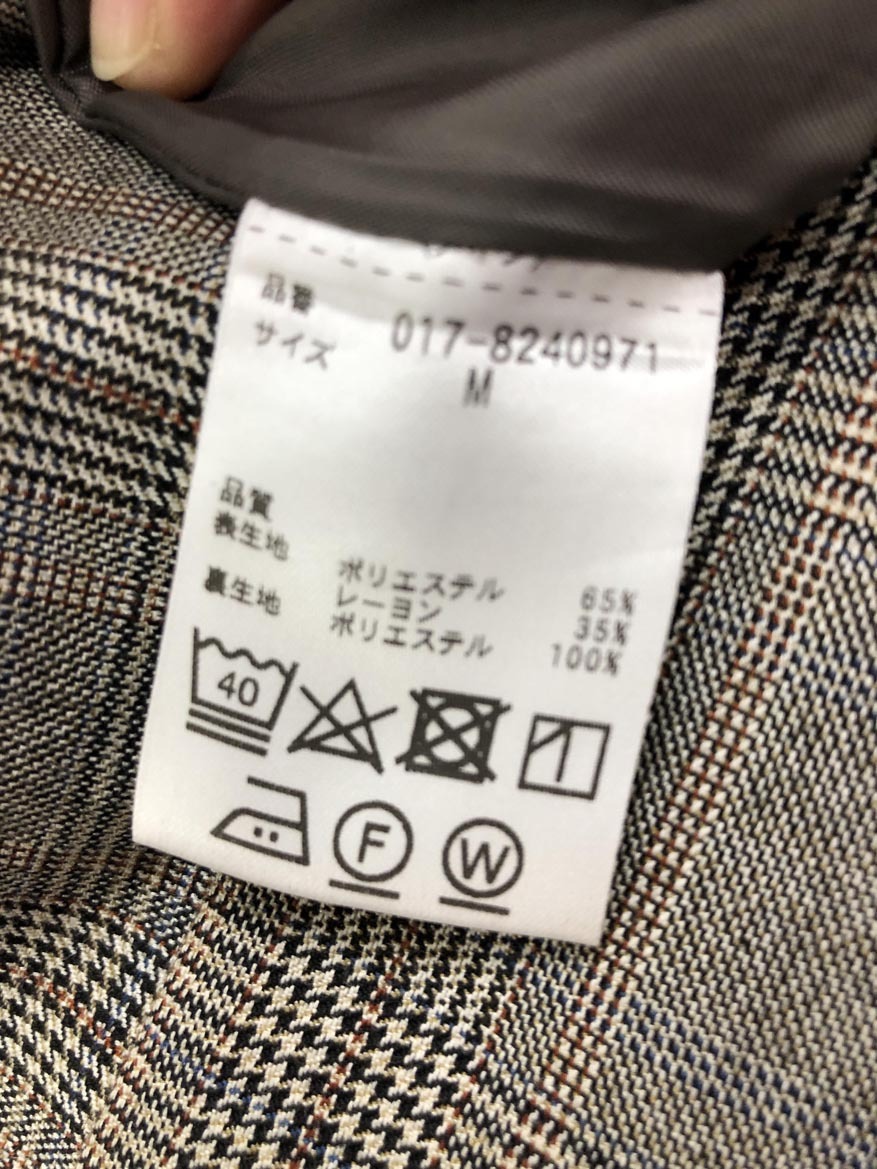 品番 017-8240971
サイズ M
品質
表生地 ポリエステル 65%
レーヨン 35%
裏生地 ポリエステル 100%
40
F W